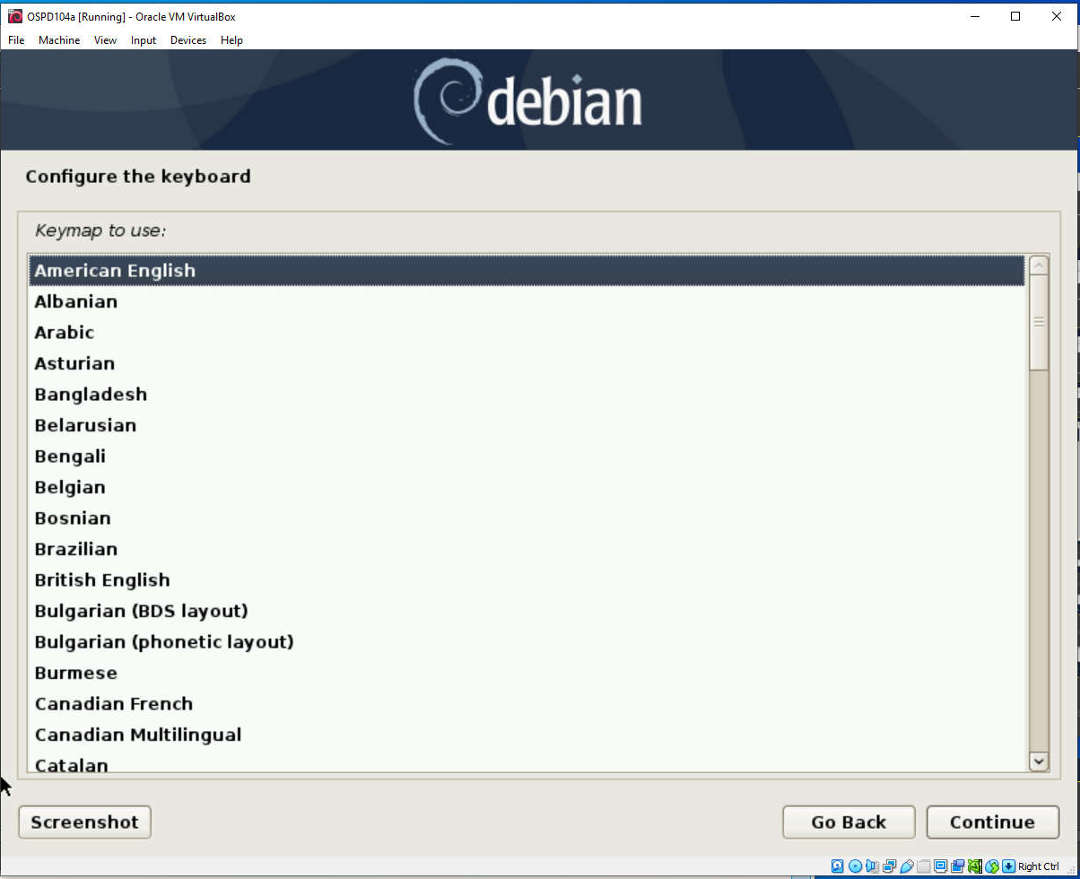 OSPD104a [Running] - Oracle VM VirtualBox
File Machine View Input Devices Help
debian
Configure the keyboard
Keymap to use:
American English
Albanian
Arabic
Asturian
Bangladesh
Belarusian
Bengali
Belgian
Bosnian
Brazilian
British English
Bulgarian (BDS layout)
Bulgarian (phonetic layout)
Burmese
Canadian French
Canadian Multilingual
Catalan
Screenshot Go Back Continue
Right Ctrl